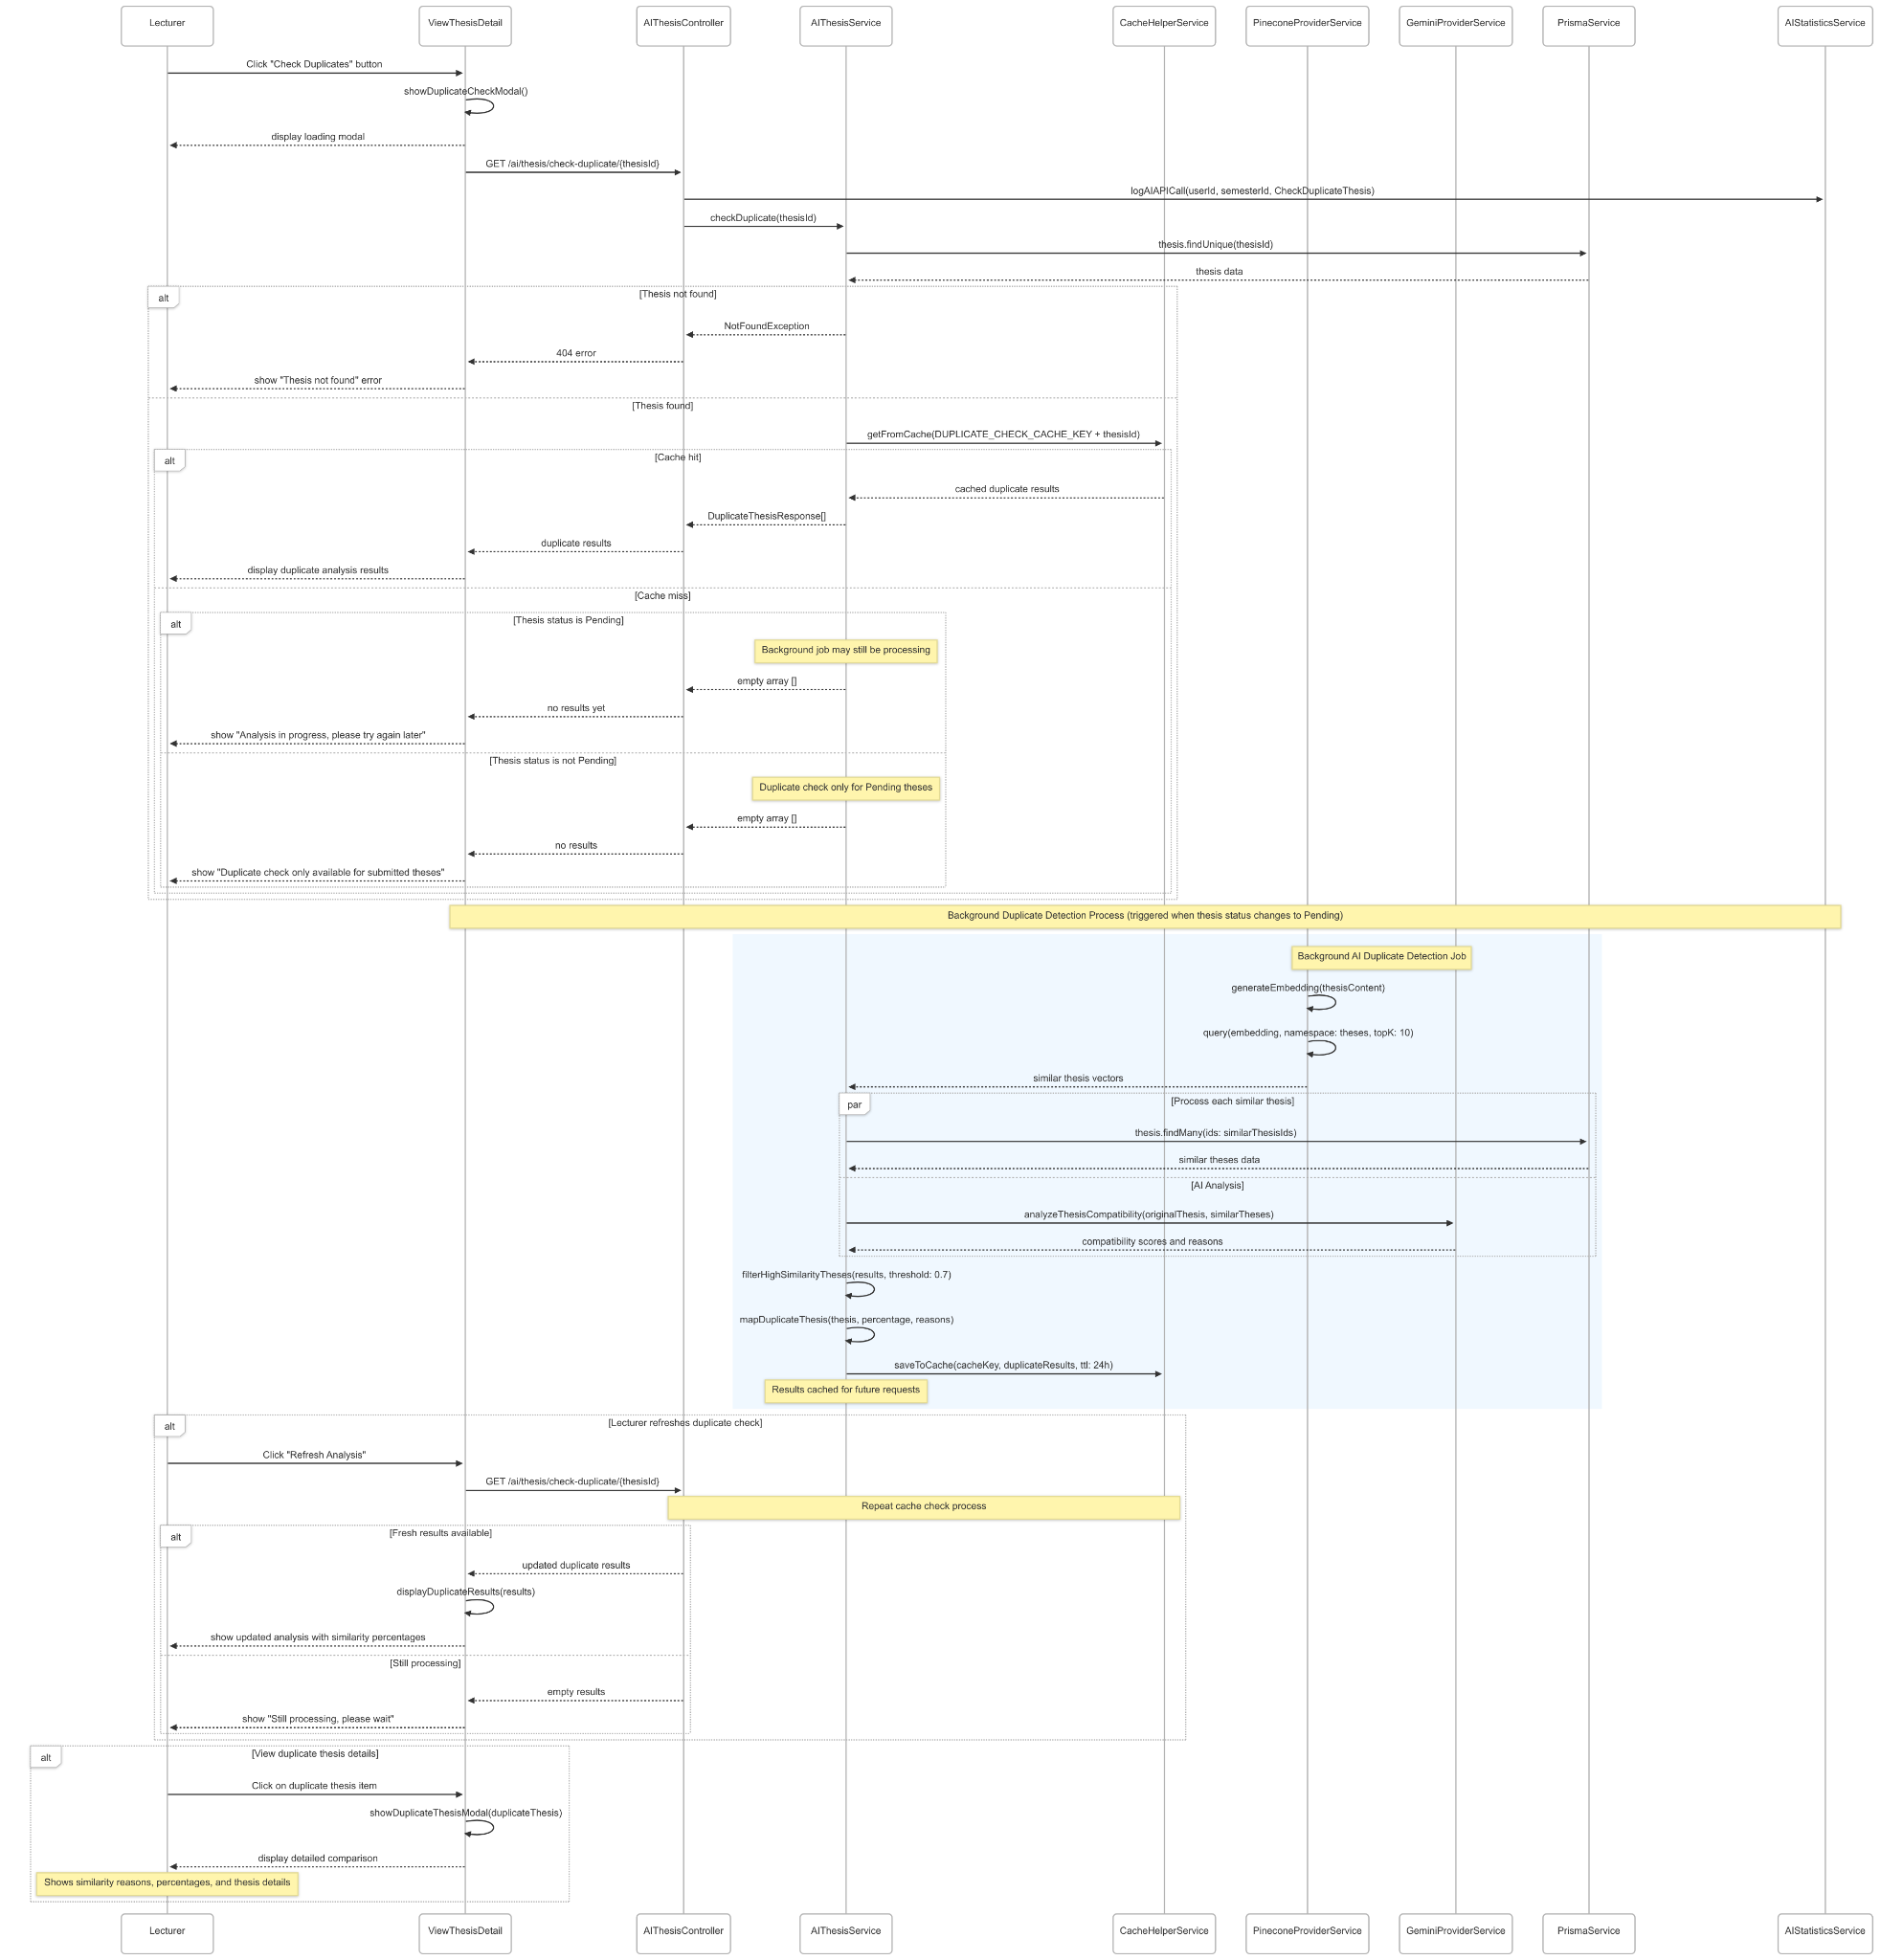 Lecturer
ViewThesisDetail
AIThesisController
AIThesisService
CacheHelperService
PineconeProviderService
GeminiProviderService
PrismaService
AIStatisticsService
Click "Check Duplicates" button
showDuplicateCheckModal()
display loading modal
GET /ai/thesis/check-duplicate/{thesisId}
logAIAPICall(userId, semesterId, CheckDuplicateThesis)
checkDuplicate(thesisId)
thesis.findUnique(thesisId)
thesis data
alt
[Thesis not found]
NotFoundException
404 error
show "Thesis not found" error
[Thesis found]
getFromCache(DUPLICATE_CHECK_CACHE_KEY + thesisId)
alt
[Cache hit]
cached duplicate results
DuplicateThesisResponse[]
duplicate results
display duplicate analysis results
[Cache miss]
alt
[Thesis status is Pending]
Background job may still be processing
empty array []
no results yet
show "Analysis in progress, please try again later"
[Thesis status is not Pending]
Duplicate check only for Pending theses
empty array []
no results
show "Duplicate check only available for submitted theses"
Background Duplicate Detection Process (triggered when thesis status changes to Pending)
Background AI Duplicate Detection Job
generateEmbedding(thesisContent)
query(embedding, namespace: theses, topK: 10)
similar thesis vectors
par
[Process each similar thesis]
thesis.findMany(ids: similarThesisIds)
similar theses data
[AI Analysis]
analyzeThesisCompatibility(originalThesis, similarTheses)
compatibility scores and reasons
filterHighSimilarityTheses(results, threshold: 0.7)
mapDuplicateThesis(thesis, percentage, reasons)
saveToCache(cacheKey, duplicateResults, ttl: 24h)
Results cached for future requests
alt
[Lecturer refreshes duplicate check]
Click "Refresh Analysis"
GET /ai/thesis/check-duplicate/{thesisId}
Repeat cache check process
alt
[Fresh results available]
updated duplicate results
displayDuplicateResults(results)
show updated analysis with similarity percentages
[Still processing]
empty results
show "Still processing, please wait"
alt
[View duplicate thesis details]
Click on duplicate thesis item
showDuplicateThesisModal(duplicateThesis)
display detailed comparison
Shows similarity reasons, percentages, and thesis details
Lecturer
ViewThesisDetail
AIThesisController
AIThesisService
CacheHelperService
PineconeProviderService
GeminiProviderService
PrismaService
AIStatisticsService